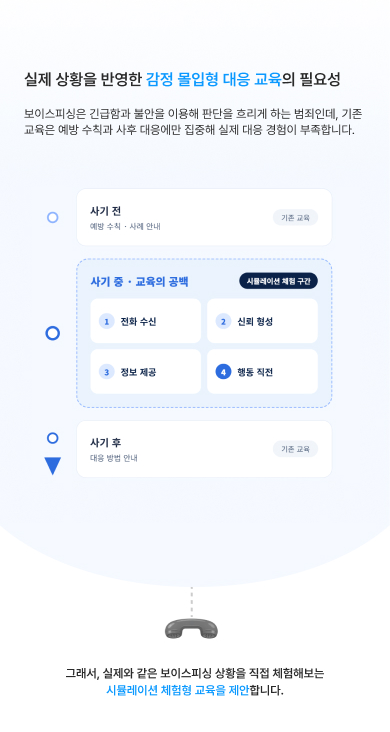 실제 상황을 반영한 감정 몰입형 대응 교육의 필요성
보이스피싱은 긴급함과 불안을 이용해 판단을 흐리게 하는 범죄인데, 기존
교육은 예방 수칙과 사후 대응에만 집중해 실제 대응 경험이 부족합니다.
사기 전
예방 수칙 · 사례 안내
기존 교육
사기 중 · 교육의 공백
시뮬레이션 체험 구간
1 전화 수신
2 신뢰 형성
3 정보 제공
4 행동 직전
사기 후
대응 방법 안내
기존 교육
그래서, 실제와 같은 보이스피싱 상황을 직접 체험해보는
시뮬레이션 체험형 교육을 제안합니다.